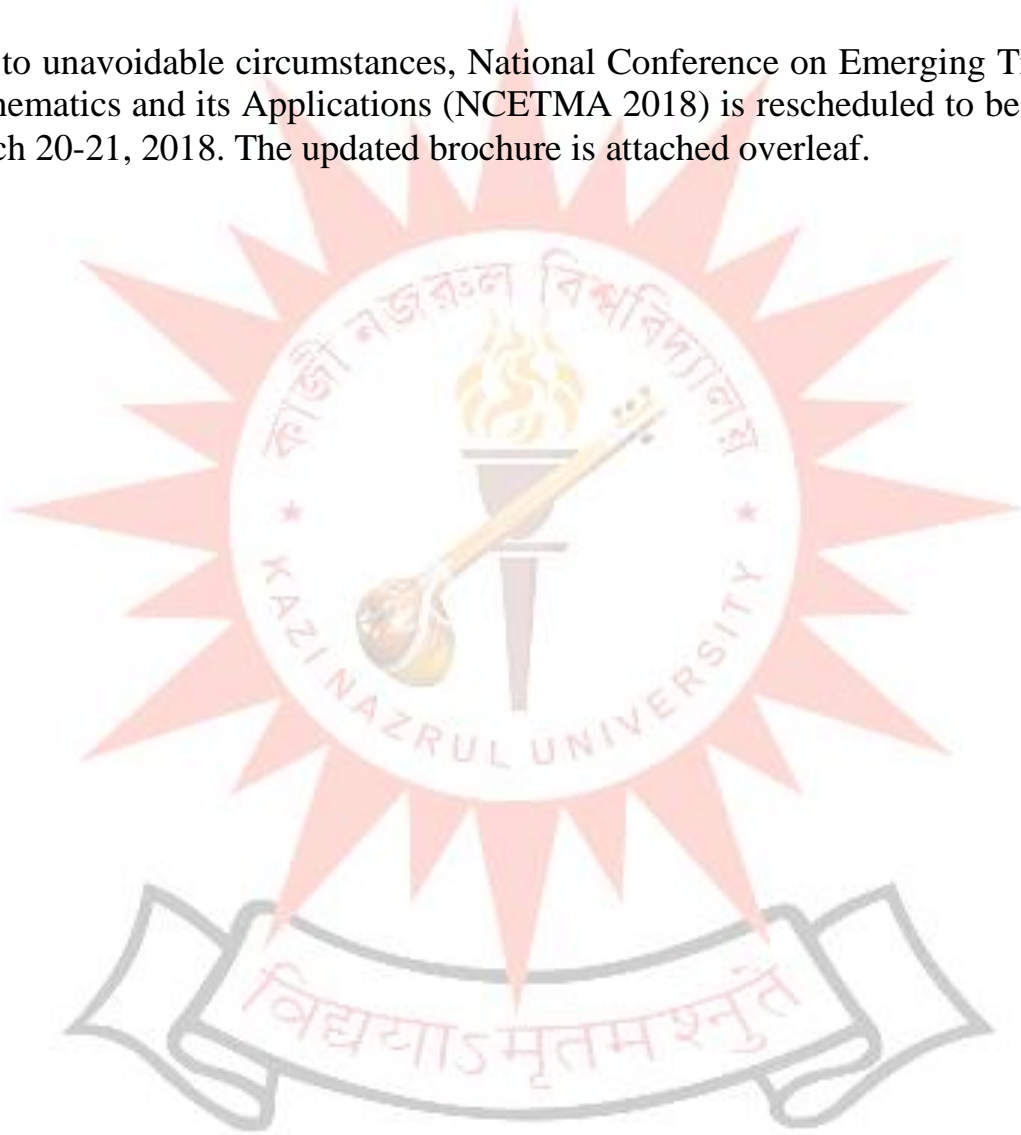 to unavoidable circumstances, National Conference on Emerging T
hematics and its Applications (NCETMA 2018) is rescheduled to be
ch 20-21, 2018. The updated brochure is attached overleaf.
কাজী নজরুল বিশ্ববিদ্যালয়
★ KAZI NAZRUL UNIVERSITY ★
विद्ययाऽमृतमश्नुते